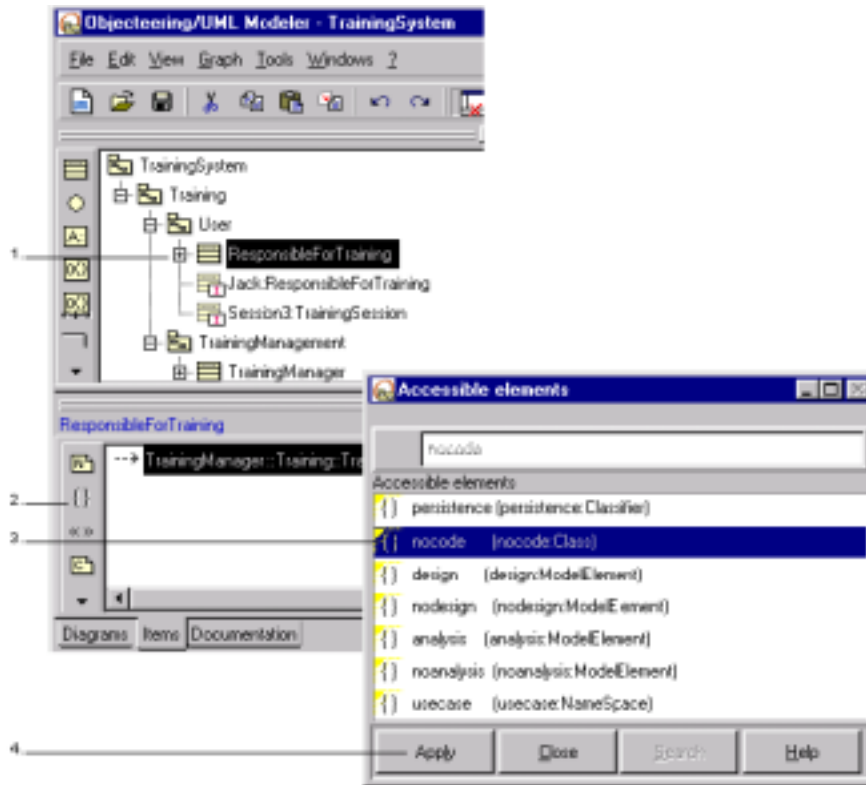 Objecteering/UML Modeler - TrainingSystem
File Edit View Graph Tools Windows ?
TrainingSystem
Training
User
1
ResponsibleForTraining
Jack:ResponsibleForTraining
Session3:TrainingSession
TrainingManagement
TrainingManager
Accessible elements
ResponsibleForTraining
nocode
TrainingManager::Training::Tra
Accessible elements
2
{} persistence (persistence:Classifier)
3
{} nocode (nocode:Class)
{} design (design:ModelElement)
{} nodesign (nodesign:ModelElement)
{} analysis (analysis:ModelElement)
Diagrams Items Documentation
{} noanalysis (noanalysis:ModelElement)
{} usecase (usecase:NameSpace)
4
Apply Close Search Help